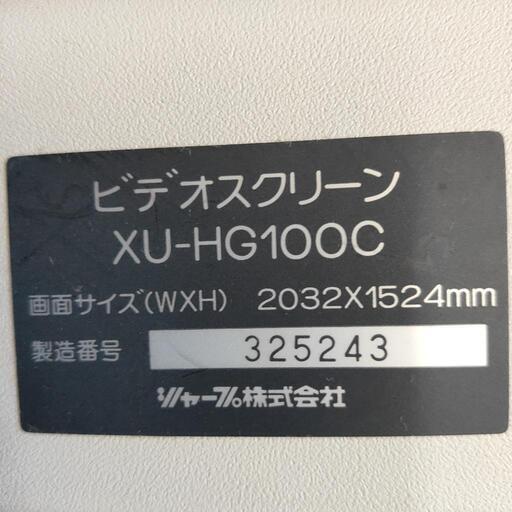 ビデオスクリーン
XU-HG100C
画面サイズ(WXH) 2032X1524mm
製造番号 325243
シャープ株式会社